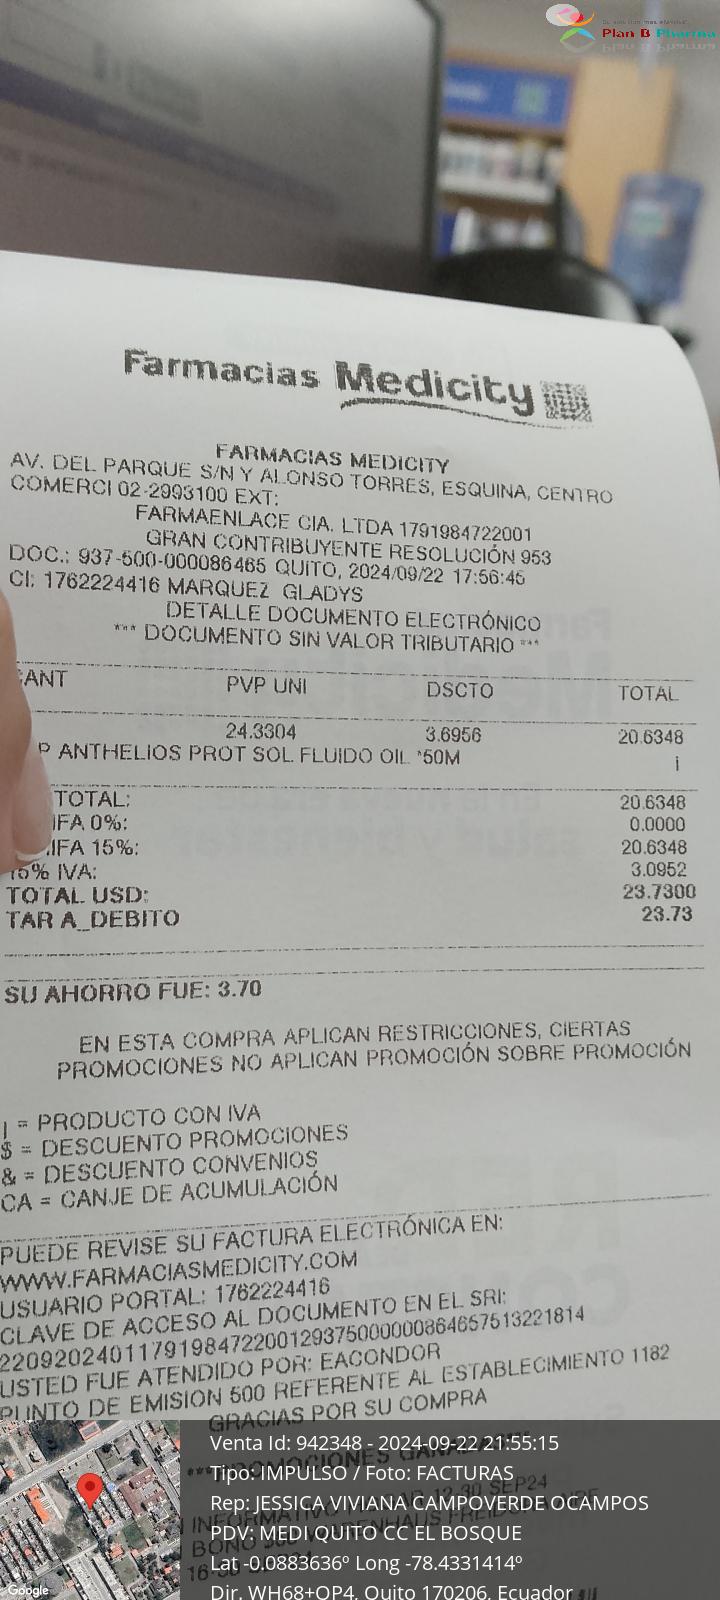 Plan B Pharma
Farmacias Medicity
FARMACIAS MEDICITY
AV. DEL PARQUE S/N Y ALONSO TORRES, ESQUINA, CENTRO
COMERCI 02-2993100 EXT:
FARMAENLACE CIA. LTDA 1791984722001
GRAN CONTRIBUYENTE RESOLUCIÓN 953
DOC.: 937-500-000086465 QUITO, 2024/09/22 17:56:45
CI: 1762224416 MARQUEZ GLADYS
DETALLE DOCUMENTO ELECTRÓNICO
*** DOCUMENTO SIN VALOR TRIBUTARIO ***
CANT PVP UNI DSCTO TOTAL
24.3304 3.6956 20.6348
P ANTHELIOS PROT SOL FLUIDO OIL *50M i
TOTAL: 20.6348
IFA 0%: 0.0000
IFA 15%: 20.6348
15% IVA: 3.0952
TOTAL USD: 23.7300
TAR A_DEBITO 23.73
SU AHORRO FUE: 3.70
EN ESTA COMPRA APLICAN RESTRICCIONES, CIERTAS
PROMOCIONES NO APLICAN PROMOCIÓN SOBRE PROMOCIÓN
¡ = PRODUCTO CON IVA
$ = DESCUENTO PROMOCIONES
& = DESCUENTO CONVENIOS
CA = CANJE DE ACUMULACIÓN
PUEDE REVISE SU FACTURA ELECTRÓNICA EN:
WWW.FARMACIASMEDICITY.COM
USUARIO PORTAL: 1762224416
CLAVE DE ACCESO AL DOCUMENTO EN EL SRI:
2209202401179198472200129375000000864657513221814
USTED FUE ATENDIDO POR: EACONDOR
PUNTO DE EMISION 500 REFERENTE AL ESTABLECIMIENTO 1182
GRACIAS POR SU COMPRA
Venta Id: 942348 - 2024-09-22 21:55:15
Tipo: IMPULSO / Foto: FACTURAS
Rep: JESSICA VIVIANA CAMPOVERDE OCAMPOS
PDV: MEDI QUITO CC EL BOSQUE
Lat -0.0883636º Long -78.4331414º
Dir. WH68+QP4, Quito 170206, Ecuador
Google